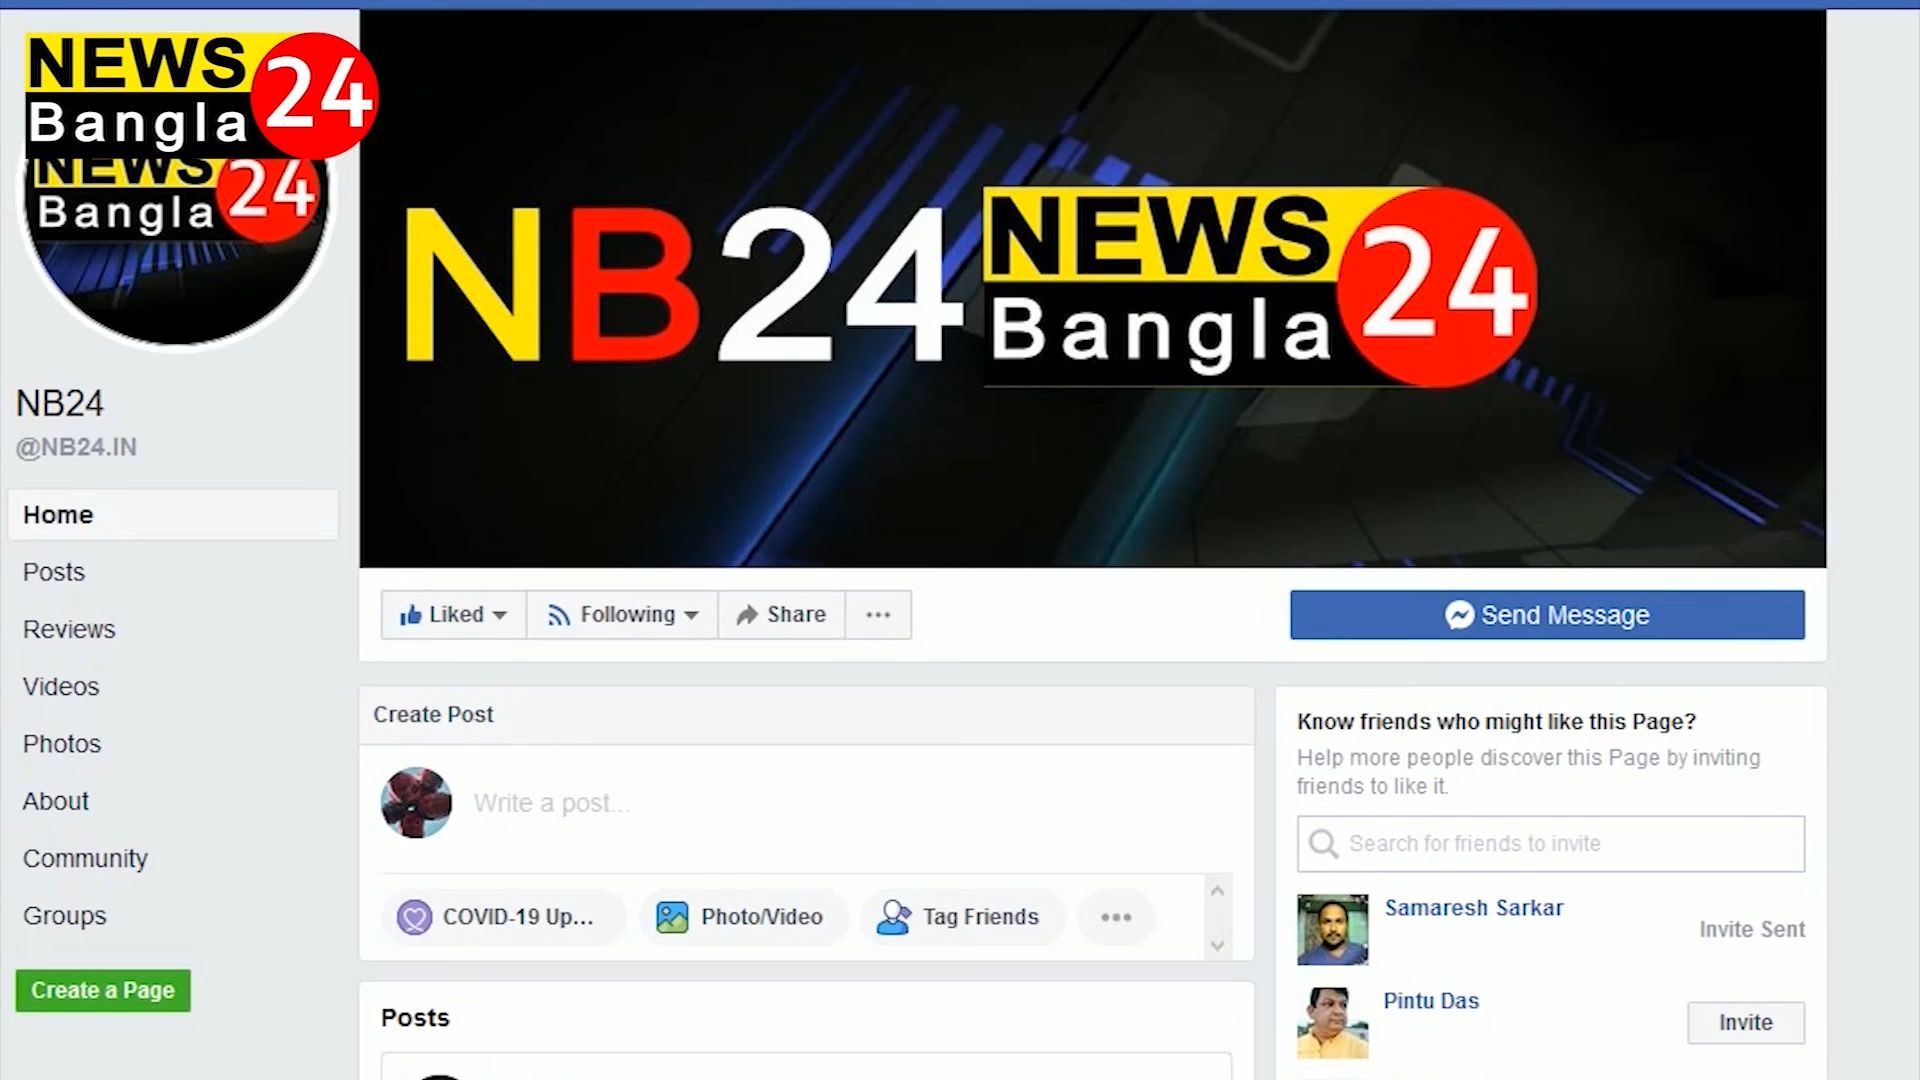 NEWS
Bangla 24
NEWS
Bangla 24
NB24
@NB24.IN
Home
Posts
Reviews
Videos
Photos
About
Community
Groups
Create a Page
NB24 NEWS
Bangla 24
Liked Following Share
Send Message
Create Post
Write a post...
COVID-19 Up... Photo/Video Tag Friends
Posts
Know friends who might like this Page?
Help more people discover this Page by inviting
friends to like it.
Search for friends to invite
Samaresh Sarkar
Invite Sent
Pintu Das
Invite